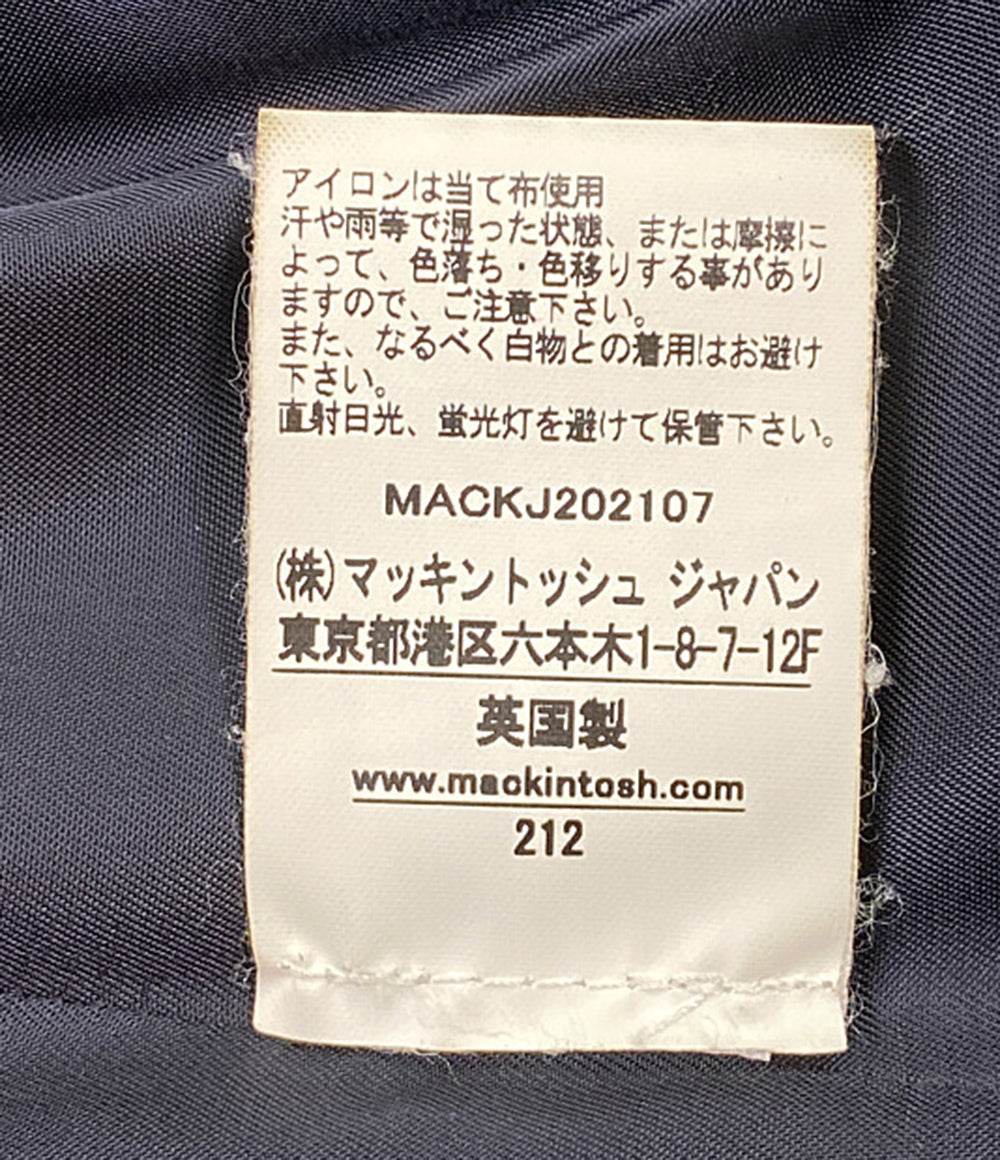 アイロンは当て布使用
汗や雨等で湿った状態、または摩擦に
よって、色落ち・色移りする事があり
ますので、ご注意下さい。
また、なるべく白物との着用はお避け
下さい。
直射日光、蛍光灯を避けて保管下さい。
MACKJ202107
(株)マッキントッシュ ジャパン
東京都港区六本木1-8-7-12F
英国製
www.mackintosh.com
212